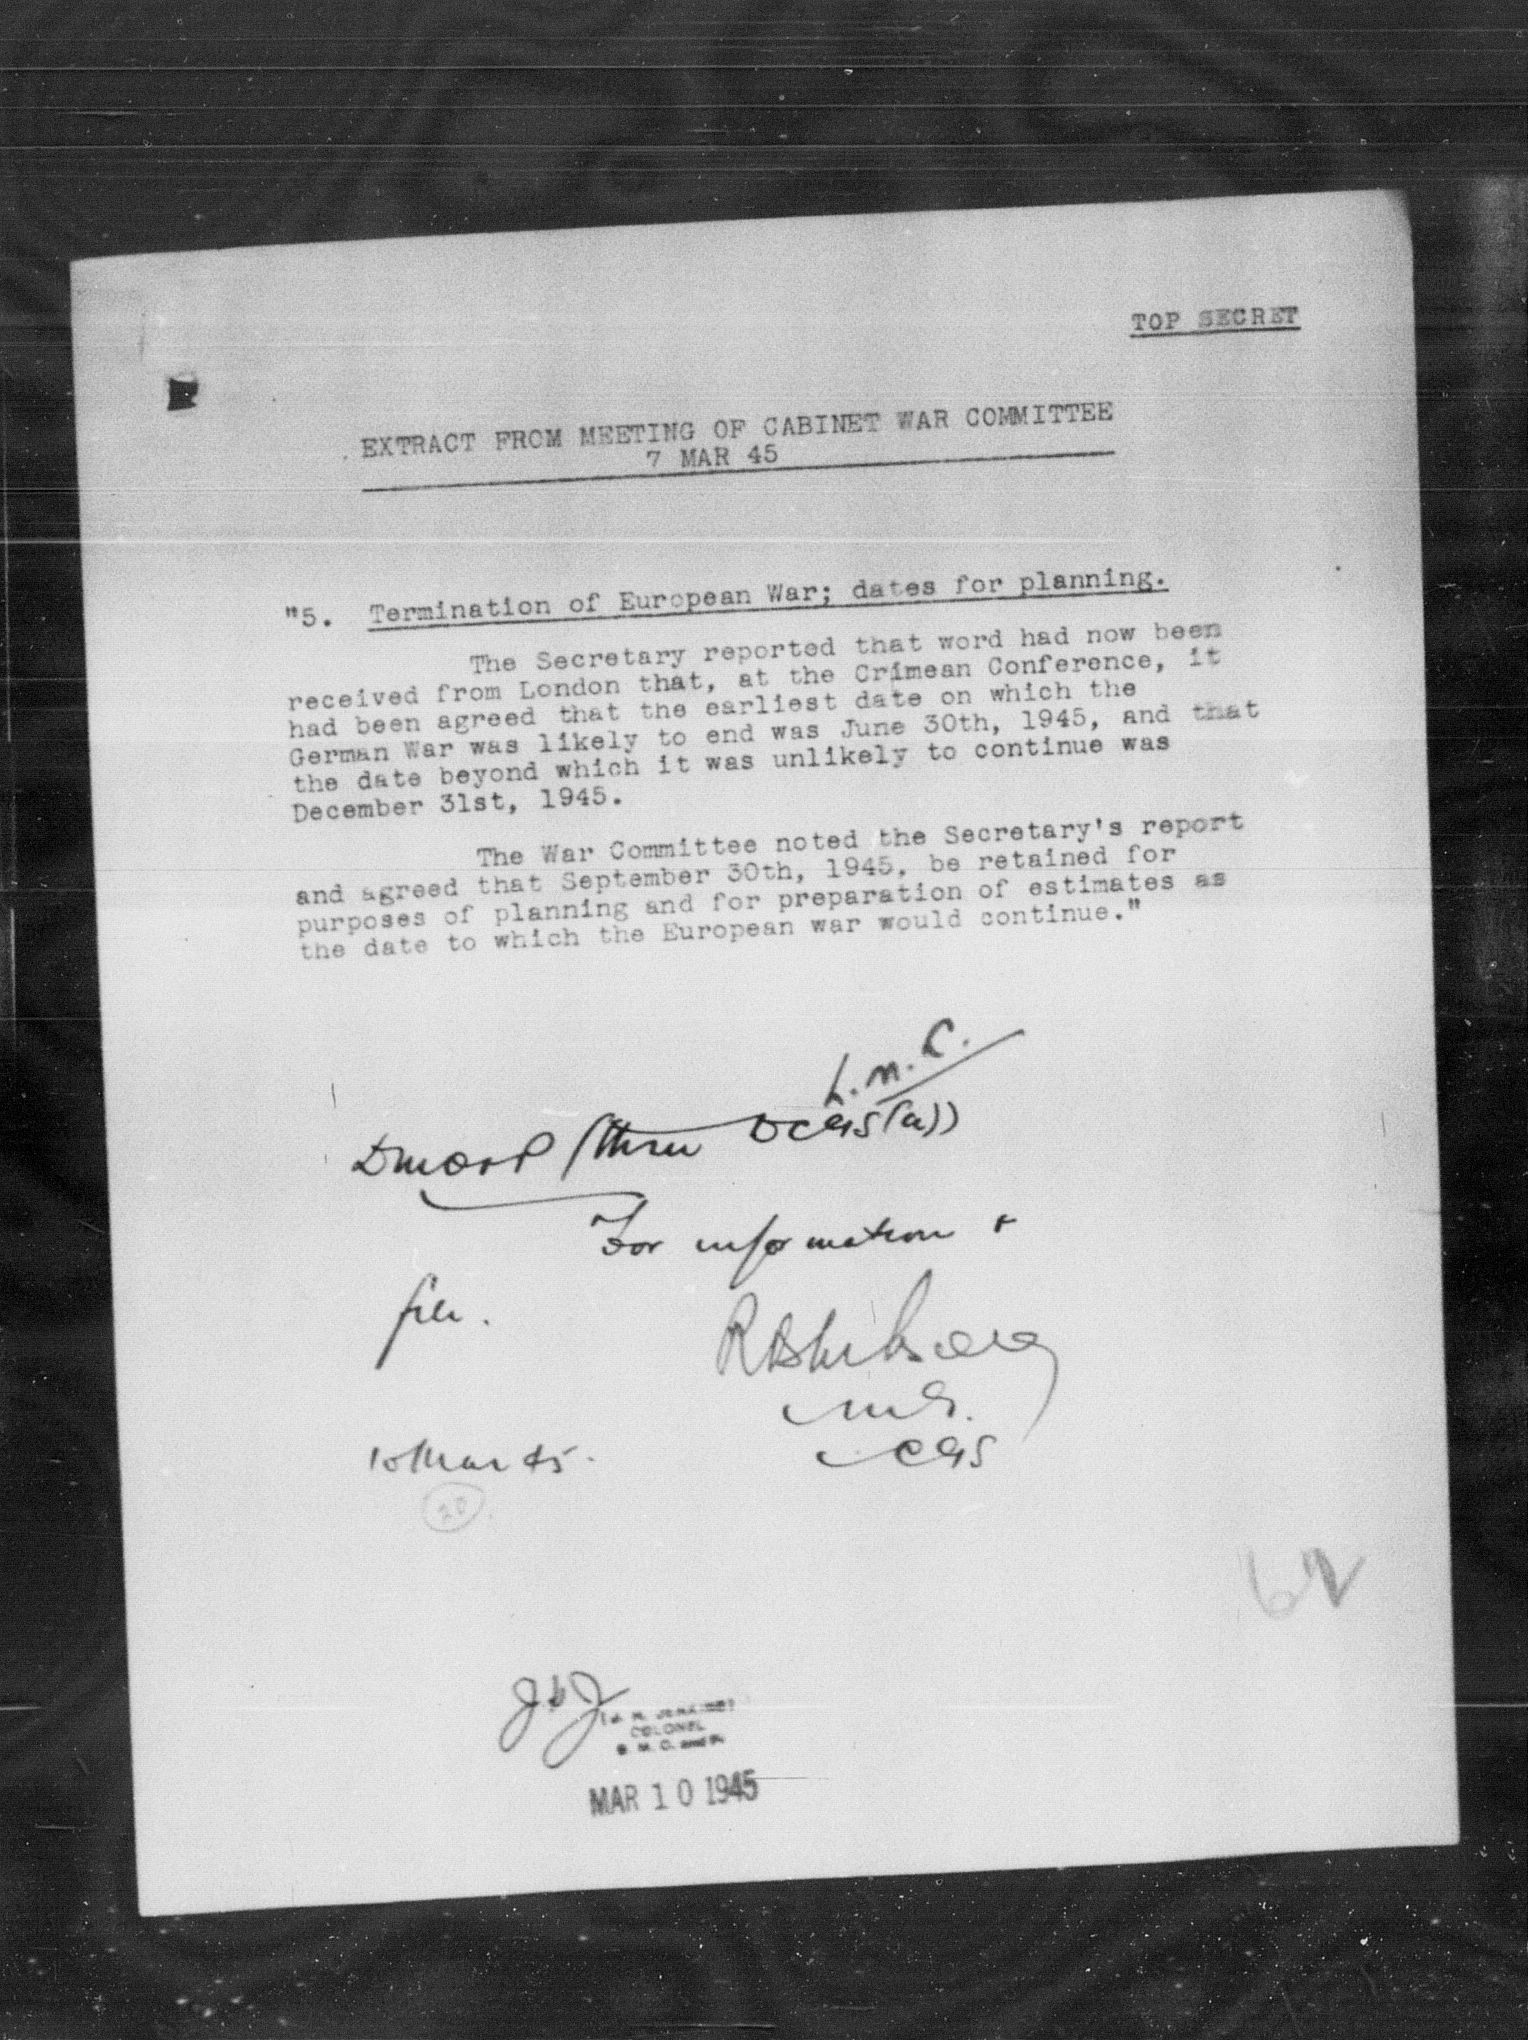 TOP SECRET
EXTRACT FROM MEETING OF CABINET WAR COMMITTEE
7 MAR 45
"5. Termination of European War; dates for planning.
The Secretary reported that word had now been
received from London that, at the Crimean Conference, it
had been agreed that the earliest date on which the
German War was likely to end was June 30th, 1945, and that
the date beyond which it was unlikely to continue was
December 31st, 1945.
The War Committee noted the Secretary's report
and agreed that September 30th, 1945, be retained for
purposes of planning and for preparation of estimates as
the date to which the European war would continue."
DMO&P (thru DCGS(a))
For information +
file.
CGS
10 Mar 45.
20
62
COLONEL
MAR 10 1945